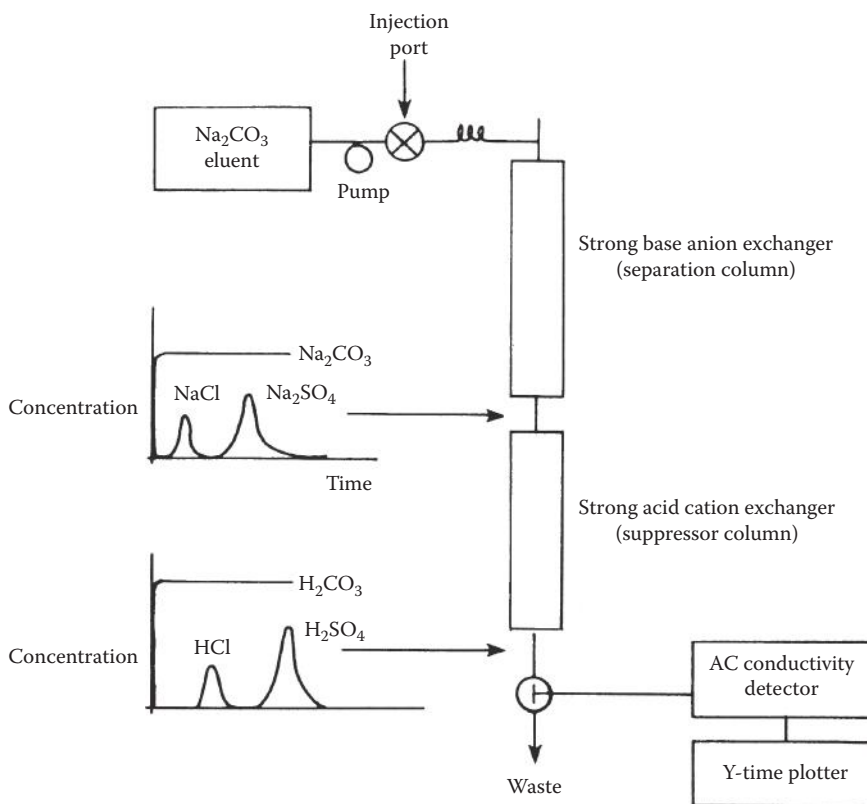 Injection
port
Na₂CO₃
eluent
Pump
Strong base anion exchanger
(separation column)
Na₂CO₃
NaCl
Na₂SO₄
Concentration
Time
Strong acid cation exchanger
(suppressor column)
H₂CO₃
HCl
H₂SO₄
Concentration
AC conductivity
detector
Waste
Y-time plotter